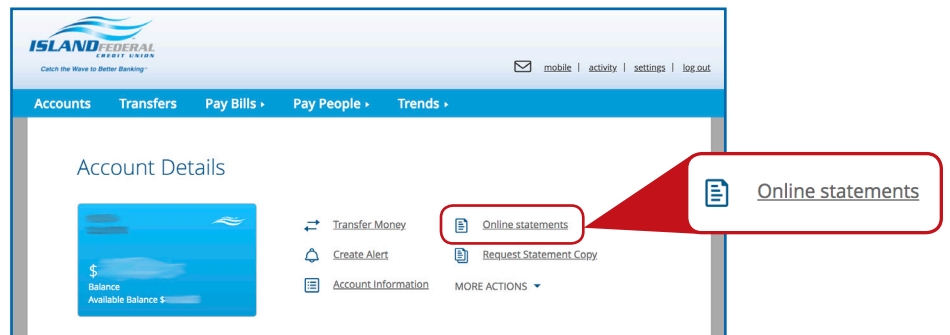 ISLAND FEDERAL
CREDIT UNION
Catch the Wave to Better Banking
mobile | activity | settings | log out
Accounts Transfers Pay Bills Pay People Trends
Account Details
Transfer Money
Online statements
Create Alert
Request Statement Copy
Account Information
MORE ACTIONS
$
Balance
Available Balance $
Online statements